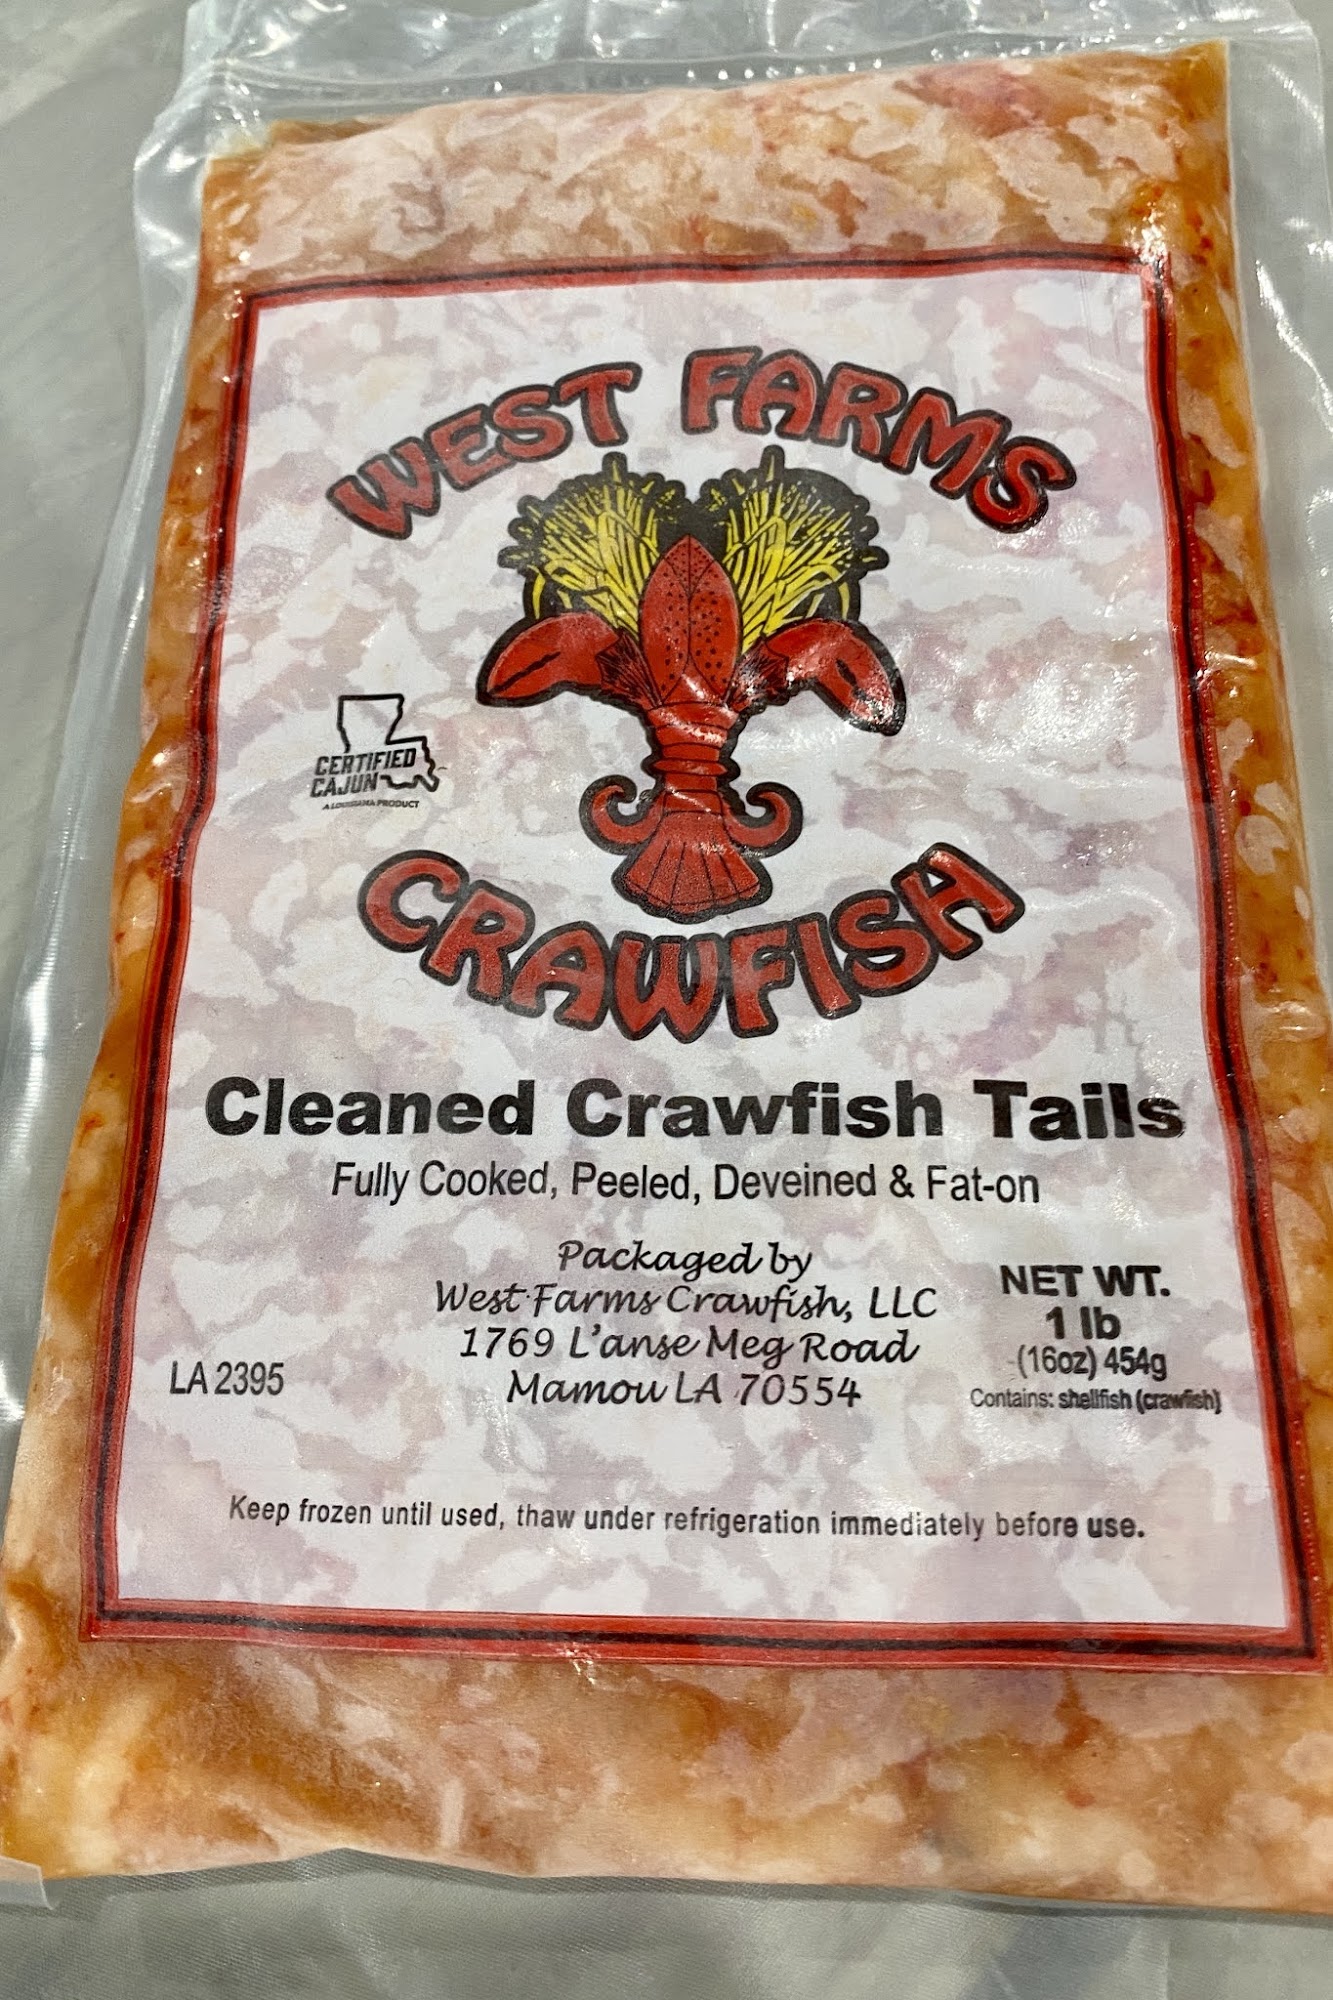 WEST FARMS
CERTIFIED
CAJUN
A LOUISIANA PRODUCT
CRAWFISH
Cleaned Crawfish Tails
Fully Cooked, Peeled, Deveined & Fat-on
Packaged by
West Farms Crawfish, LLC
1769 L'anse Meg Road
Mamou LA 70554
LA 2395
NET WT.
1 lb
(16oz) 454g
Contains: shellfish (crawfish)
Keep frozen until used, thaw under refrigeration immediately before use.